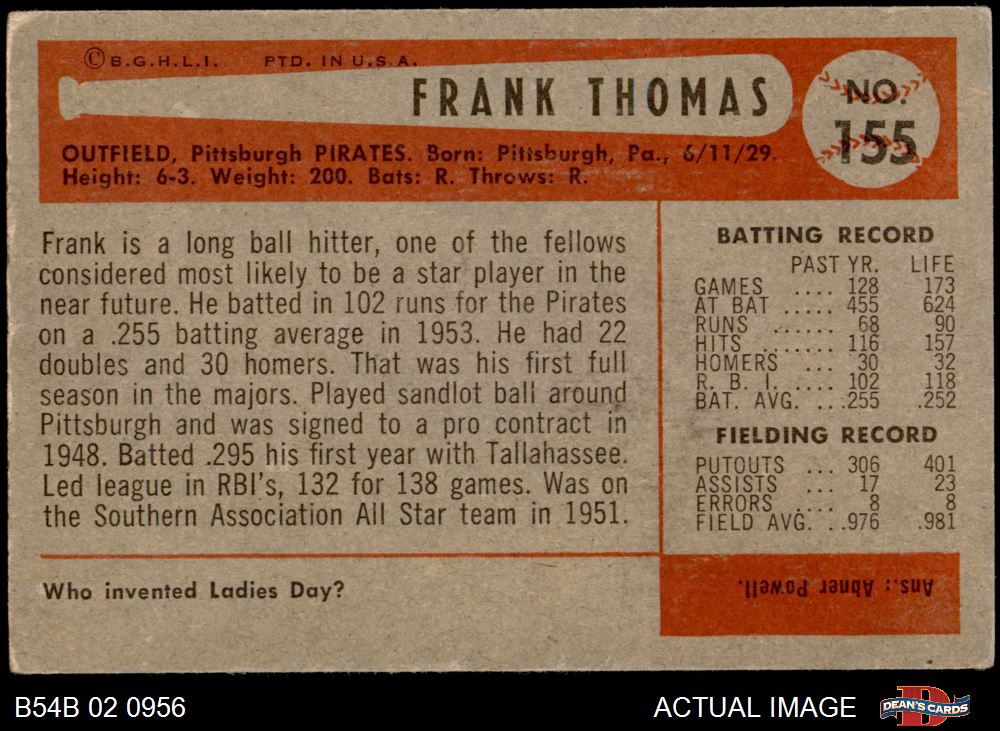 ©B.G.H.L.I. PTD. IN U.S.A.
FRANK THOMAS
NO.
155
OUTFIELD, Pittsburgh PIRATES. Born: Pittsburgh, Pa., 6/11/29.
Height: 6-3. Weight: 200. Bats: R. Throws: R.
Frank is a long ball hitter, one of the fellows
considered most likely to be a star player in the
near future. He batted in 102 runs for the Pirates
on a .255 batting average in 1953. He had 22
doubles and 30 homers. That was his first full
season in the majors. Played sandlot ball around
Pittsburgh and was signed to a pro contract in
1948. Batted .295 his first year with Tallahassee.
Led league in RBI's, 132 for 138 games. Was on
the Southern Association All Star team in 1951.
BATTING RECORD
PAST YR. LIFE
GAMES .... 128 173
AT BAT ..... 455 624
RUNS ....... 68 90
HITS ........ 116 157
HOMERS ... 30 32
R. B. I. .... 102 118
BAT. AVG. ... .255 .252
FIELDING RECORD
PUTOUTS ... 306 401
ASSISTS ... 17 23
ERRORS .... 8 8
FIELD AVG. . .976 .981
Who invented Ladies Day?
Ans.: Abner Powell.
B54B 02 0956
ACTUAL IMAGE
D
DEAN'S CARDS